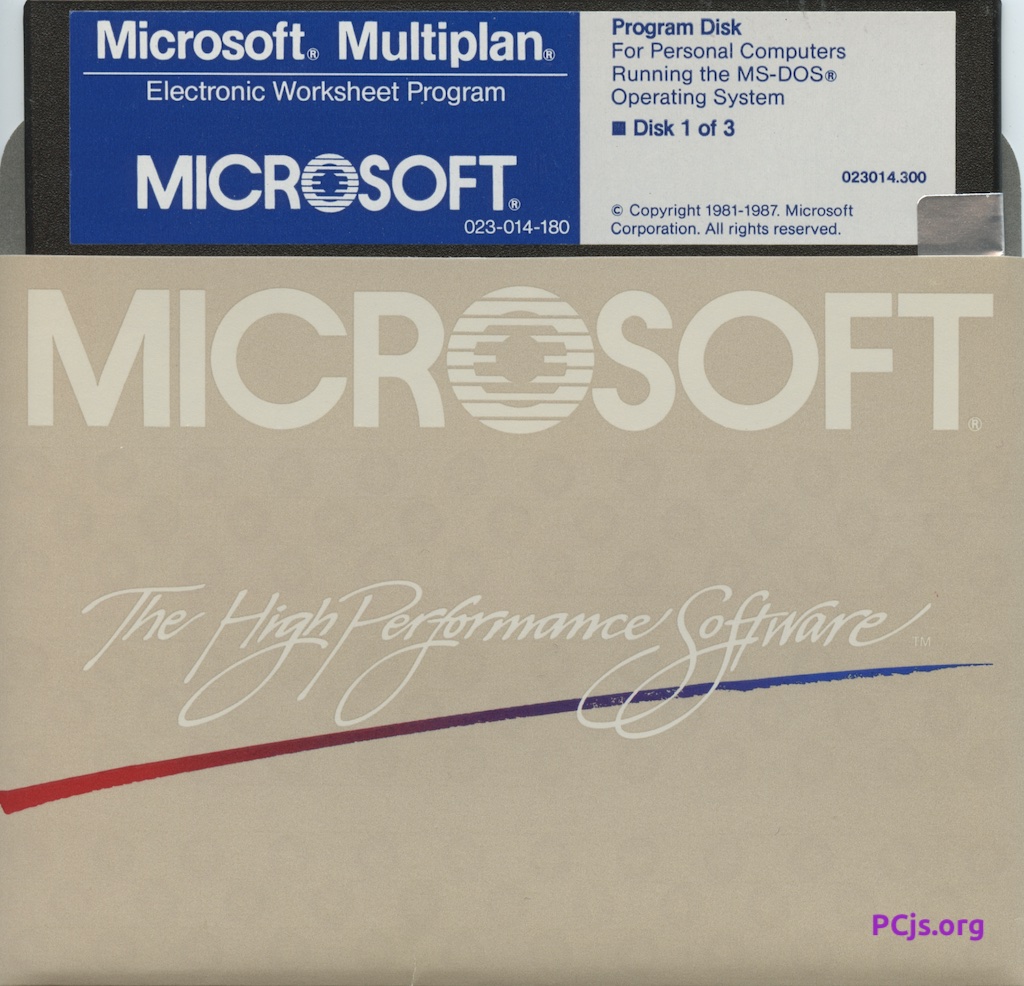 Microsoft® Multiplan®
Electronic Worksheet Program
MICROSOFT®
023-014-180
Program Disk
For Personal Computers
Running the MS-DOS®
Operating System
■ Disk 1 of 3
023014.300
© Copyright 1981-1987. Microsoft
Corporation. All rights reserved.
MICROSOFT®
The High Performance Software™
PCjs.org